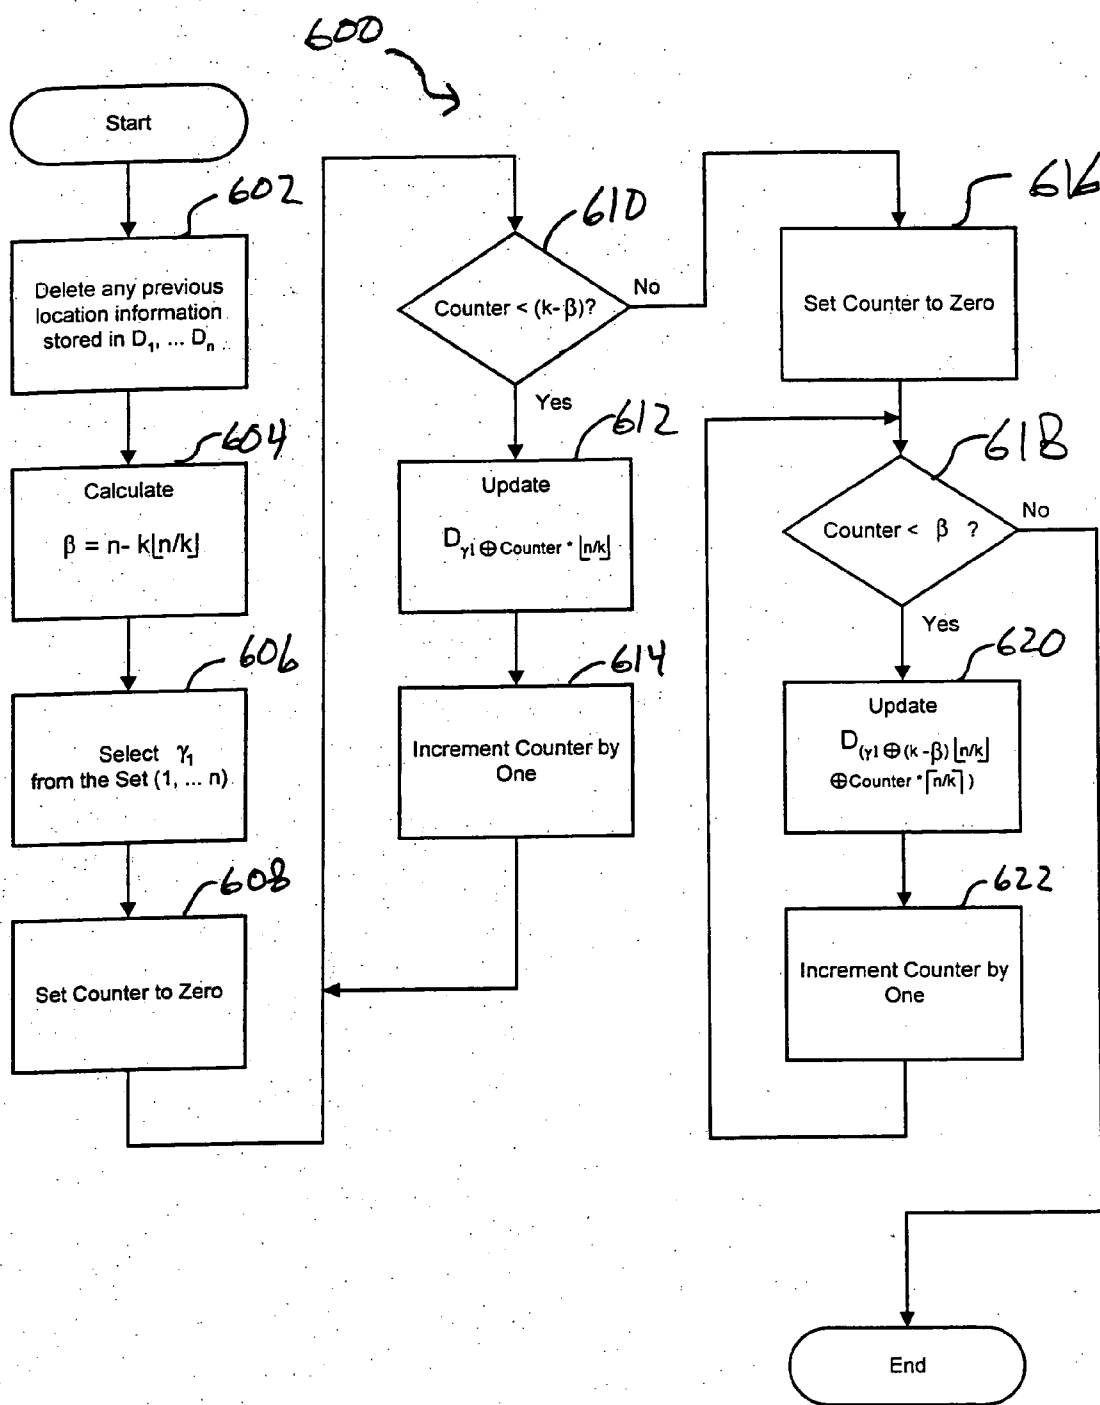 600
Start
602
Delete any previous
location information
stored in D₁, ... Dₙ
604
Calculate
β = n- k⌊n/k⌋
606
Select γ₁
from the Set (1, ... n)
608
Set Counter to Zero
610
Counter < (k-β)?
No
Yes
612
Update
D γ1 ⊕ Counter * ⌊n/k⌋
614
Increment Counter by
One
616
Set Counter to Zero
618
Counter < β ?
No
Yes
620
Update
D (γ1 ⊕ (k -β) ⌊n/k⌋
⊕Counter *⌈n/k⌉ )
622
Increment Counter by
One
End